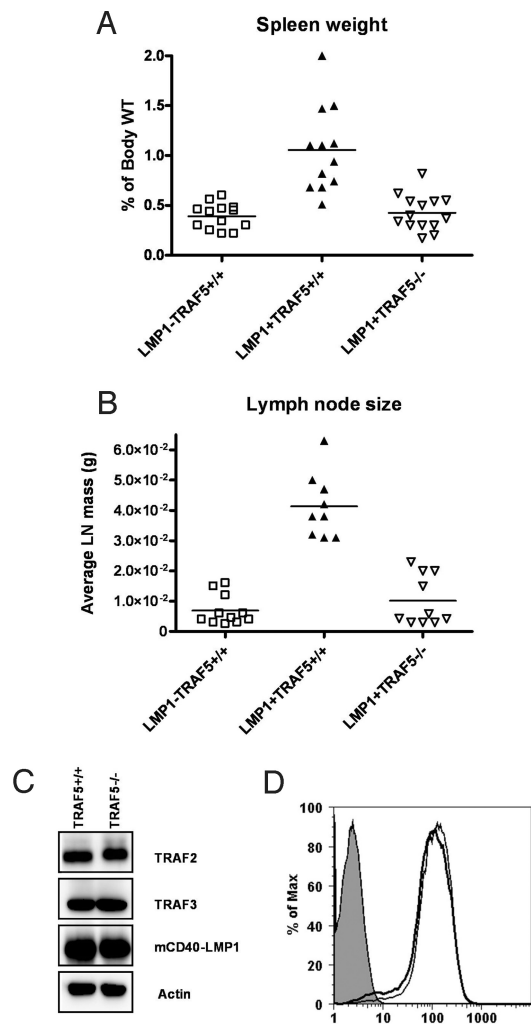 A
Spleen weight
% of Body WT
2.0
1.5
1.0
0.5
0.0
LMP1-TRAF5+/+
LMP1+TRAF5+/+
LMP1+TRAF5-/-
B
Lymph node size
Average LN mass (g)
6.0×10-2
5.0×10-2
4.0×10-2
3.0×10-2
2.0×10-2
1.0×10-2
0
LMP1-TRAF5+/+
LMP1+TRAF5+/+
LMP1+TRAF5-/-
C
TRAF5+/+
TRAF5-/-
TRAF2
TRAF3
mCD40-LMP1
Actin
D
% of Max
100
80
60
40
20
0
1 10 100 1000